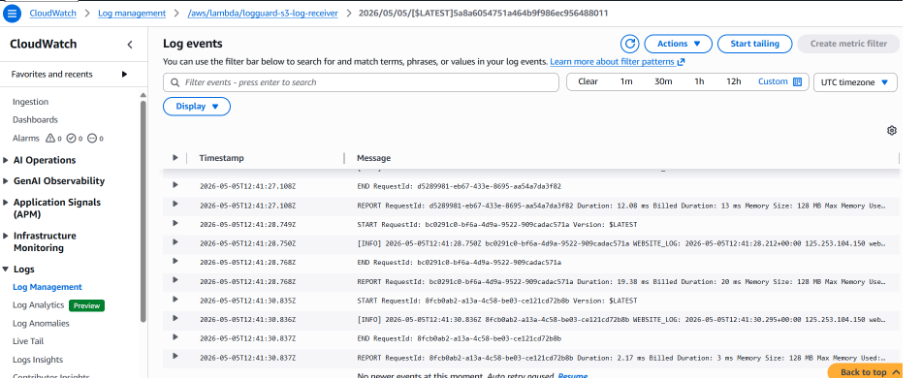 CloudWatch > Log management > /aws/lambda/logguard-s3-log-receiver > 2026/05/05/[$LATEST]5a8a6054751a464b9f986ec956488011
CloudWatch
Favorites and recents
Ingestion
Dashboards
Alarms 0 0 0
AI Operations
GenAI Observability
Application Signals
(APM)
Infrastructure
Monitoring
Logs
Log Management
Log Analytics Preview
Log Anomalies
Live Tail
Logs Insights
Contributor Insights
Log events
Actions
Start tailing
Create metric filter
You can use the filter bar below to search for and match terms, phrases, or values in your log events. Learn more about filter patterns
Filter events - press enter to search
Clear 1m 30m 1h 12h Custom
UTC timezone
Display
Timestamp Message
2026-05-05T12:41:27.108Z END RequestId: d5289981-eb67-433e-8695-aa54a7da3f82
2026-05-05T12:41:27.108Z REPORT RequestId: d5289981-eb67-433e-8695-aa54a7da3f82 Duration: 12.08 ms Billed Duration: 13 ms Memory Size: 128 MB Max Memory Use…
2026-05-05T12:41:28.749Z START RequestId: bc0291c0-bf6a-4d9a-9522-909cadac571a Version: $LATEST
2026-05-05T12:41:28.750Z [INFO] 2026-05-05T12:41:28.750Z bc0291c0-bf6a-4d9a-9522-909cadac571a WEBSITE_LOG: 2026-05-05T12:41:28.212+00:00 125.253.104.150 web…
2026-05-05T12:41:28.768Z END RequestId: bc0291c0-bf6a-4d9a-9522-909cadac571a
2026-05-05T12:41:28.768Z REPORT RequestId: bc0291c0-bf6a-4d9a-9522-909cadac571a Duration: 19.38 ms Billed Duration: 20 ms Memory Size: 128 MB Max Memory Use…
2026-05-05T12:41:30.835Z START RequestId: 8fcb0ab2-a13a-4c58-be03-ce121cd72b8b Version: $LATEST
2026-05-05T12:41:30.836Z [INFO] 2026-05-05T12:41:30.836Z 8fcb0ab2-a13a-4c58-be03-ce121cd72b8b WEBSITE_LOG: 2026-05-05T12:41:30.295+00:00 125.253.104.150 web…
2026-05-05T12:41:30.837Z END RequestId: 8fcb0ab2-a13a-4c58-be03-ce121cd72b8b
2026-05-05T12:41:30.837Z REPORT RequestId: 8fcb0ab2-a13a-4c58-be03-ce121cd72b8b Duration: 2.17 ms Billed Duration: 3 ms Memory Size: 128 MB Max Memory Used:…
No newer events at this moment. Auto retry paused. Resume
Back to top